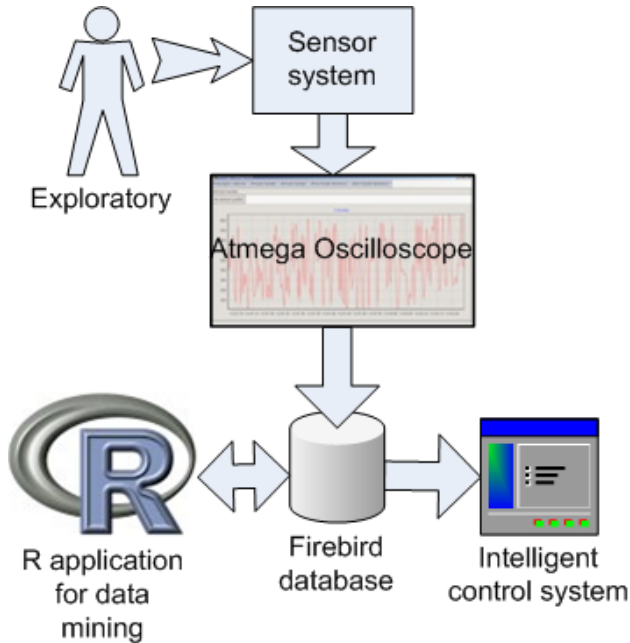 Sensor
system
Exploratory
Atmega Oscilloscope
R
R application
for data
mining
Firebird
database
Intelligent
control system